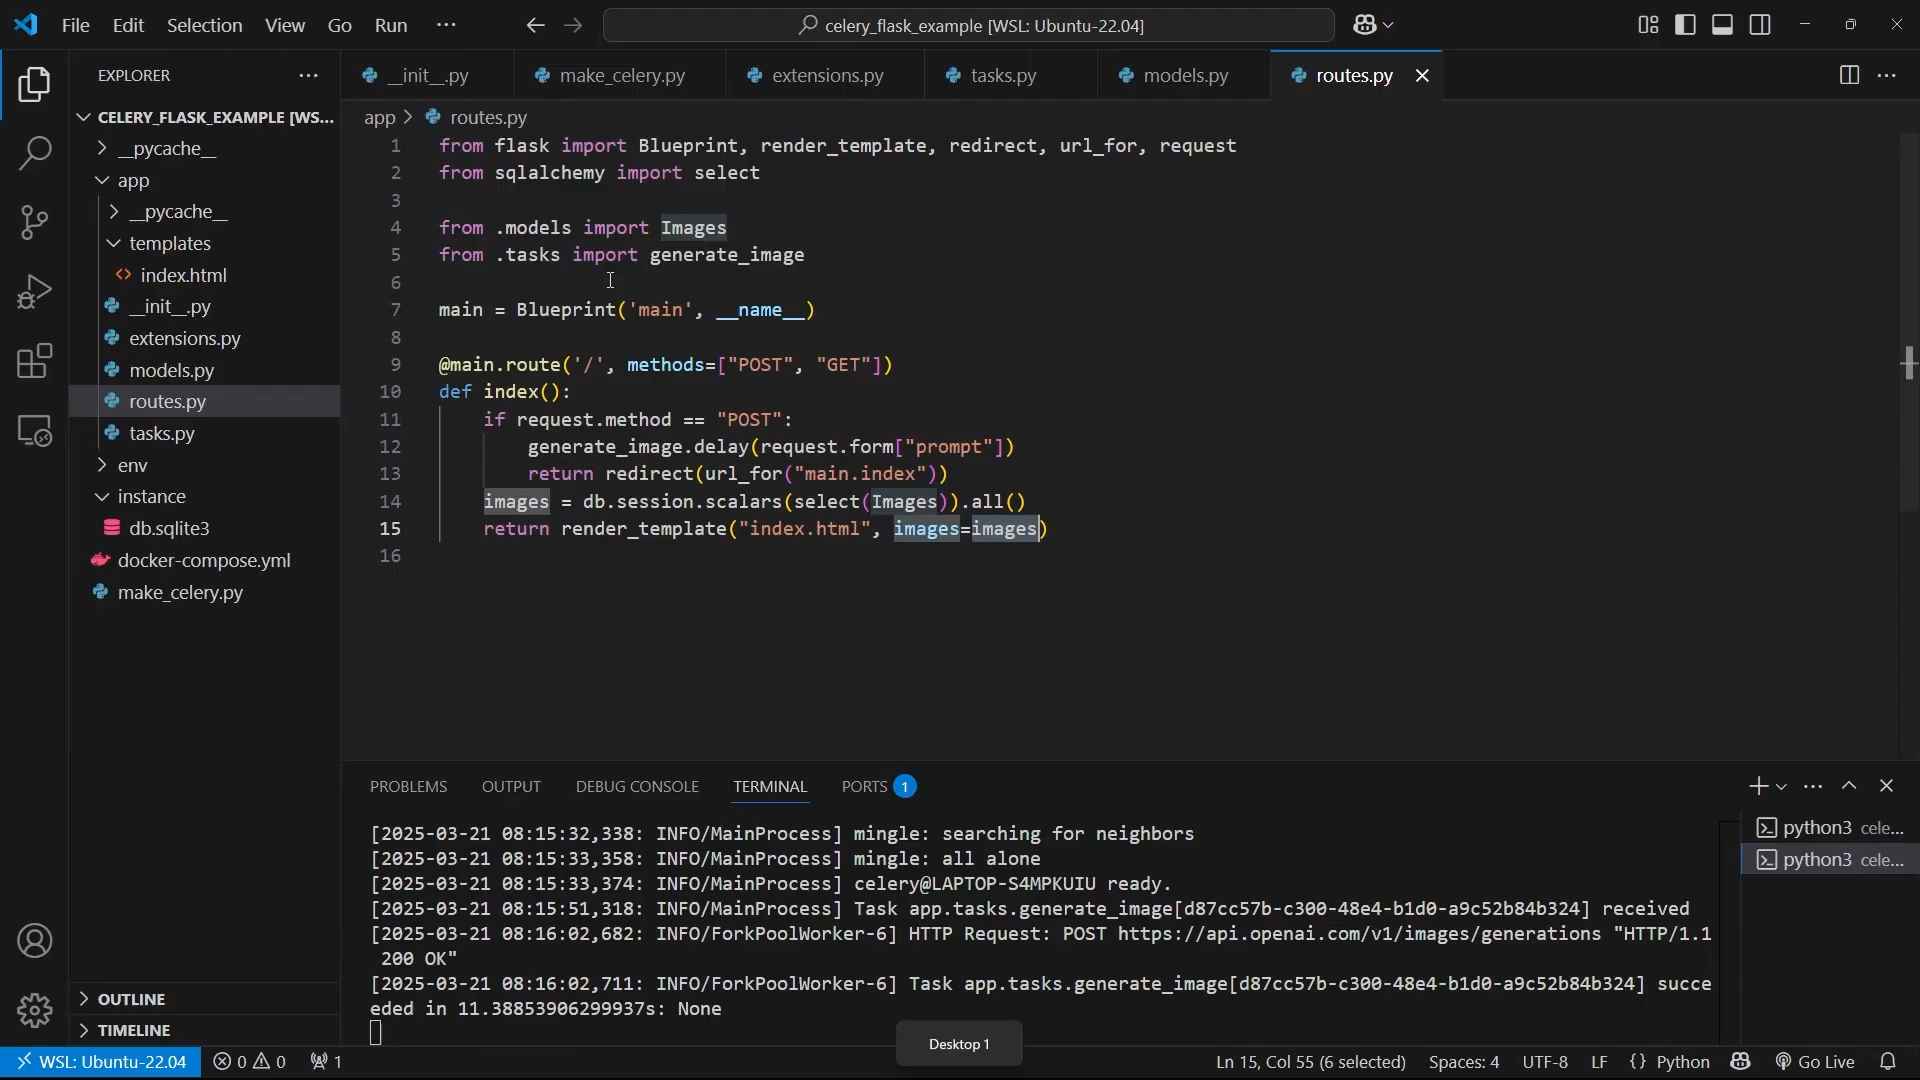 File Edit Selection View Go Run ···
celery_flask_example [WSL: Ubuntu-22.04]
EXPLORER ···
CELERY_FLASK_EXAMPLE [WS...
__pycache__
app
__pycache__
templates
index.html
__init__.py
extensions.py
models.py
routes.py
tasks.py
env
instance
db.sqlite3
docker-compose.yml
make_celery.py
OUTLINE
TIMELINE
__init__.py make_celery.py extensions.py tasks.py models.py routes.py
app > routes.py
1 from flask import Blueprint, render_template, redirect, url_for, request
2 from sqlalchemy import select
3
4 from .models import Images
5 from .tasks import generate_image
6
7 main = Blueprint('main', __name__)
8
9 @main.route('/', methods=["POST", "GET"])
10 def index():
11 if request.method == "POST":
12 generate_image.delay(request.form["prompt"])
13 return redirect(url_for("main.index"))
14 images = db.session.scalars(select(Images)).all()
15 return render_template("index.html", images=images)
16
PROBLEMS OUTPUT DEBUG CONSOLE TERMINAL PORTS 1
[2025-03-21 08:15:32,338: INFO/MainProcess] mingle: searching for neighbors
[2025-03-21 08:15:33,358: INFO/MainProcess] mingle: all alone
[2025-03-21 08:15:33,374: INFO/MainProcess] celery@LAPTOP-S4MPKUIU ready.
[2025-03-21 08:15:51,318: INFO/MainProcess] Task app.tasks.generate_image[d87cc57b-c300-48e4-b1d0-a9c52b84b324] received
[2025-03-21 08:16:02,682: INFO/ForkPoolWorker-6] HTTP Request: POST https://api.openai.com/v1/images/generations "HTTP/1.1
200 OK"
[2025-03-21 08:16:02,711: INFO/ForkPoolWorker-6] Task app.tasks.generate_image[d87cc57b-c300-48e4-b1d0-a9c52b84b324] succe
eded in 11.38853906299937s: None
python3 cele...
python3 cele...
Desktop 1
WSL: Ubuntu-22.04 0 0 1 Ln 15, Col 55 (6 selected) Spaces: 4 UTF-8 LF {} Python Go Live